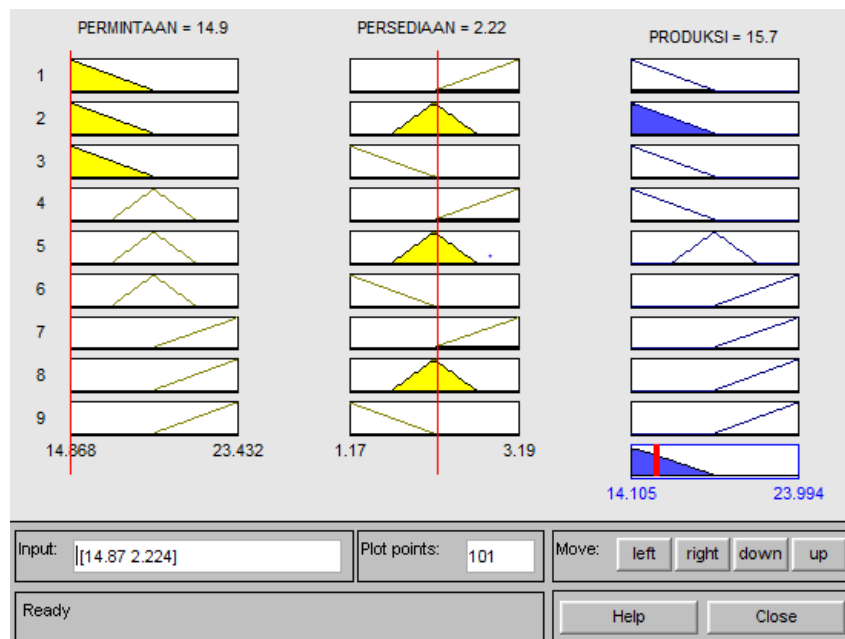 PERMINTAAN = 14.9 PERSEDIAAN = 2.22 PRODUKSI = 15.7
1
2
3
4
5
6
7
8
9
14.868 23.432 1.17 3.19
14.105 23.994
Input: [14.87 2.224] Plot points: 101 Move: left right down up
Ready Help Close